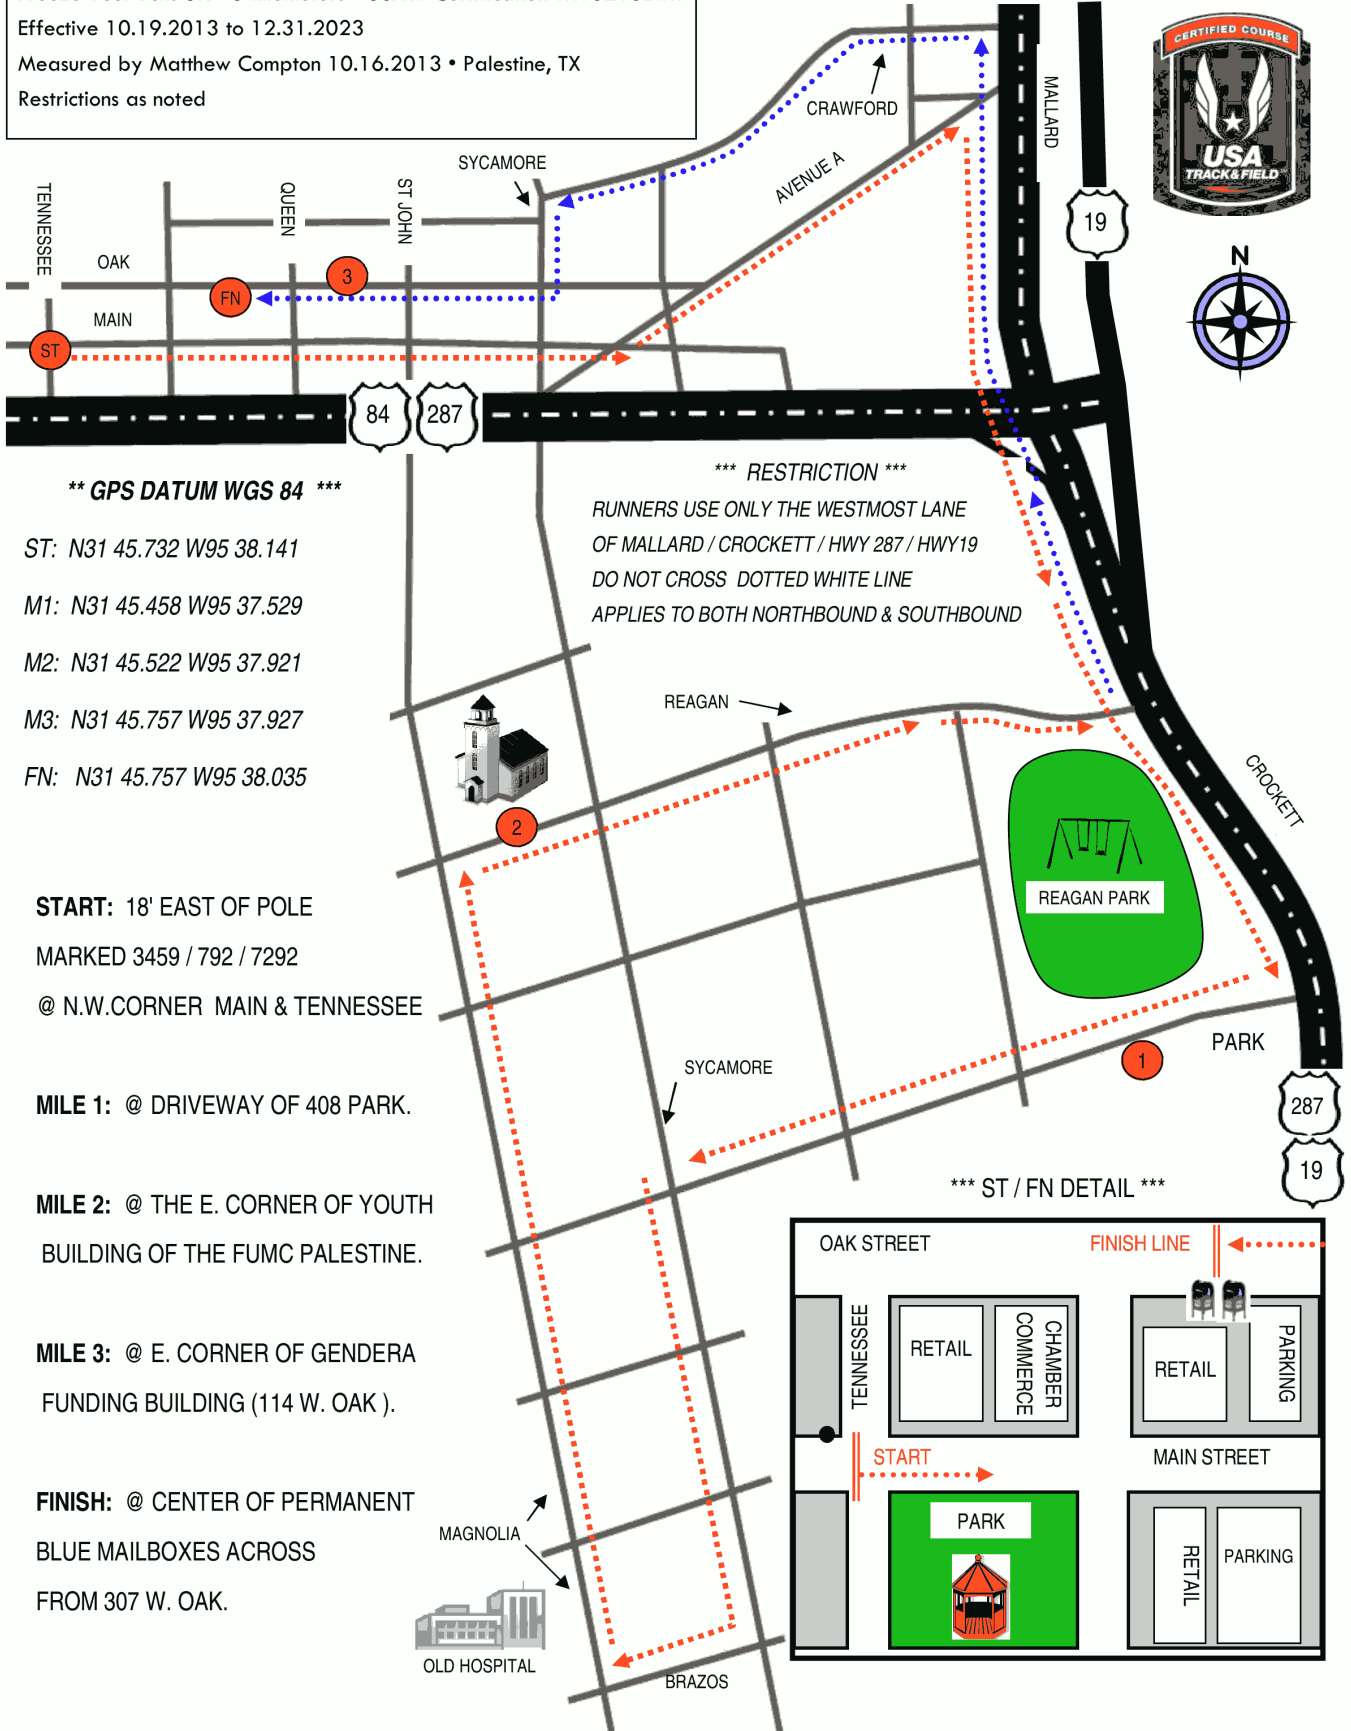 Effective 10.19.2013 to 12.31.2023
Measured by Matthew Compton 10.16.2013 • Palestine, TX
Restrictions as noted
CERTIFIED COURSE
USA
TRACK & FIELD
MALLARD
CRAWFORD
SYCAMORE
AVENUE A
TENNESSEE
QUEEN
ST JOHN
19
N
OAK
3
FN
MAIN
ST
84
287
** GPS DATUM WGS 84 ***
ST: N31 45.732 W95 38.141
M1: N31 45.458 W95 37.529
M2: N31 45.522 W95 37.921
M3: N31 45.757 W95 37.927
FN: N31 45.757 W95 38.035
*** RESTRICTION ***
RUNNERS USE ONLY THE WESTMOST LANE
OF MALLARD / CROCKETT / HWY 287 / HWY19
DO NOT CROSS DOTTED WHITE LINE
APPLIES TO BOTH NORTHBOUND & SOUTHBOUND
REAGAN
CROCKETT
2
REAGAN PARK
START: 18' EAST OF POLE
MARKED 3459 / 792 / 7292
@ N.W.CORNER MAIN & TENNESSEE
PARK
1
SYCAMORE
287
19
MILE 1: @ DRIVEWAY OF 408 PARK.
MILE 2: @ THE E. CORNER OF YOUTH
BUILDING OF THE FUMC PALESTINE.
MILE 3: @ E. CORNER OF GENDERA
FUNDING BUILDING (114 W. OAK ).
FINISH: @ CENTER OF PERMANENT
BLUE MAILBOXES ACROSS
FROM 307 W. OAK.
MAGNOLIA
OLD HOSPITAL
BRAZOS
*** ST / FN DETAIL ***
OAK STREET
FINISH LINE
TENNESSEE
RETAIL
CHAMBER
COMMERCE
RETAIL
PARKING
START
MAIN STREET
PARK
RETAIL
PARKING